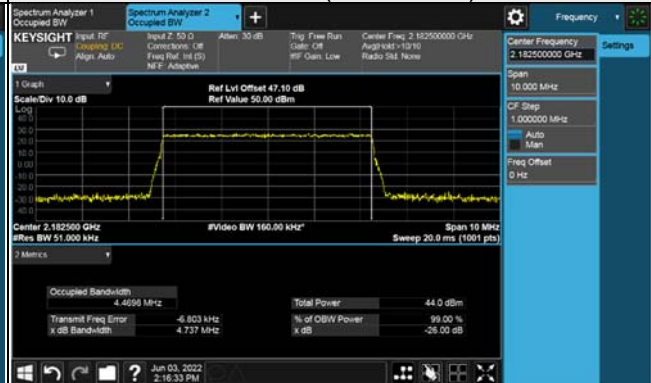 Spectrum Analyzer 1
Occupied BW
Spectrum Analyzer 2
Occupied BW
+
Frequency
KEYSIGHT
Input: RF
Coupling: DC
Align: Auto
Input Z: 50 Ω
Corrections: Off
Freq Ref: Int (S)
NFE: Adaptive
Atten: 30 dB
Trig: Free Run
Gate: Off
#IF Gain: Low
Center Freq: 2.182500000 GHz
Avg|Hold:>10/10
Radio Std: None
LXI
Center Frequency
2.182500000 GHz
Settings
Span
10.000 MHz
CF Step
1.000000 MHz
Auto
Man
Freq Offset
0 Hz
1 Graph
Scale/Div 10.0 dB
Ref Lvl Offset 47.10 dB
Ref Value 50.00 dBm
Log
40.0
30.0
20.0
10.0
0.00
-10.0
-20.0
-30.0
-40.0
Center 2.182500 GHz
#Video BW 160.00 kHz*
Span 10 MHz
#Res BW 51.000 kHz
Sweep 20.0 ms (1001 pts)
2 Metrics
Occupied Bandwidth
4.4698 MHz
Total Power
44.0 dBm
Transmit Freq Error
-6.803 kHz
% of OBW Power
99.00 %
x dB Bandwidth
4.737 MHz
x dB
-26.00 dB
?
Jun 03, 2022
2:16:33 PM